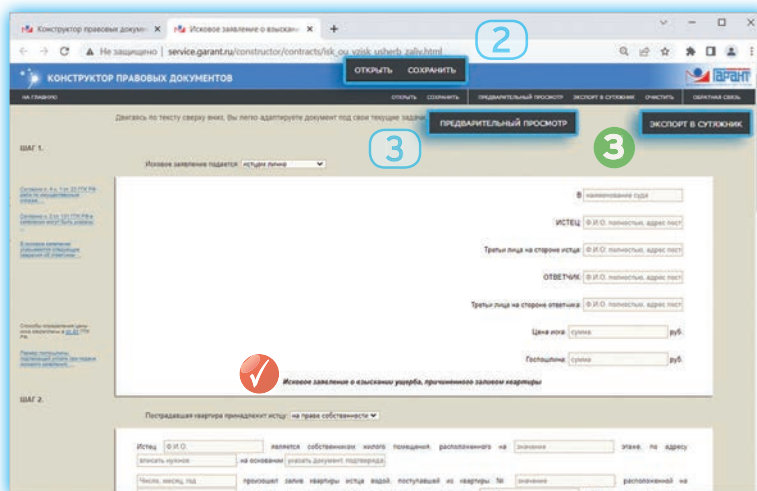 Конструктор правовых докумен
Исковое заявление о взыскани
Не защищено | service.garant.ru/constructor/contracts/isk_ou_vzisk_usherb_zaliv.html
2
КОНСТРУКТОР ПРАВОВЫХ ДОКУМЕНТОВ
ОТКРЫТЬ СОХРАНИТЬ
ГАРАНТ
НА ГЛАВНУЮ
ОТКРЫТЬ СОХРАНИТЬ ПРЕДВАРИТЕЛЬНЫЙ ПРОСМОТР ЭКСПОРТ В СУТЯЖНИК ОЧИСТИТЬ ОБРАТНАЯ СВЯЗЬ
Двигаясь по тексту сверху вниз, Вы легко адаптируете документ под свои текущие задачи
ПРЕДВАРИТЕЛЬНЫЙ ПРОСМОТР
ЭКСПОРТ В СУТЯЖНИК
3
3
ШАГ 1.
Исковое заявление подается: истцом лично
В наименование суда
ИСТЕЦ: Ф.И.О. полностью, адрес пост
Третьи лица на стороне истца: Ф.И.О. полностью, адрес пост
ОТВЕТЧИК: Ф.И.О. полностью, адрес пост
Третьи лица на стороне ответчика: Ф.И.О. полностью, адрес пост
Цена иска: сумма руб.
Госпошлина: сумма руб.
Исковое заявление о взыскании ущерба, причиненного заливом квартиры
ШАГ 2.
Пострадавшая квартира принадлежит истцу: на праве собственности
Истец Ф.И.О. является собственником жилого помещения, расположенного на значение этаже, по адресу
вписать нужное на основании указать документ, подтвержда
Число, месяц, год произошел залив квартиры истца водой, поступавшей из квартиры № значение, расположенной на